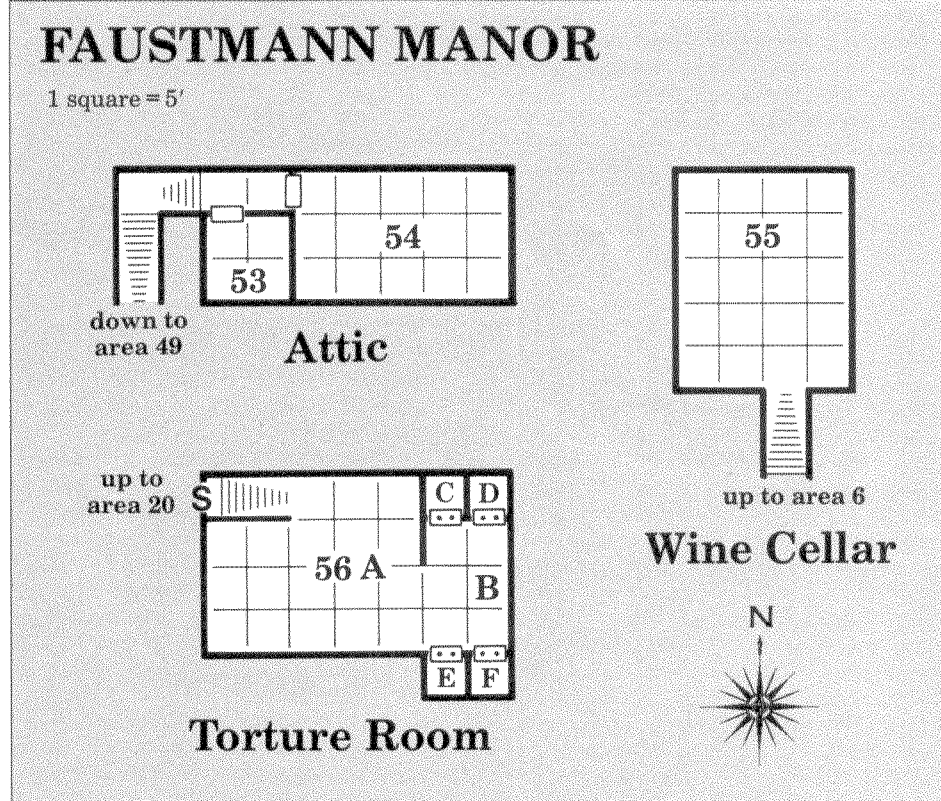 FAUSTMANN MANOR
1 square = 5'
54
55
53
down to
area 49
Attic
up to
area 20
S
C
D
up to area 6
Wine Cellar
56 A
B
N
E
F
Torture Room